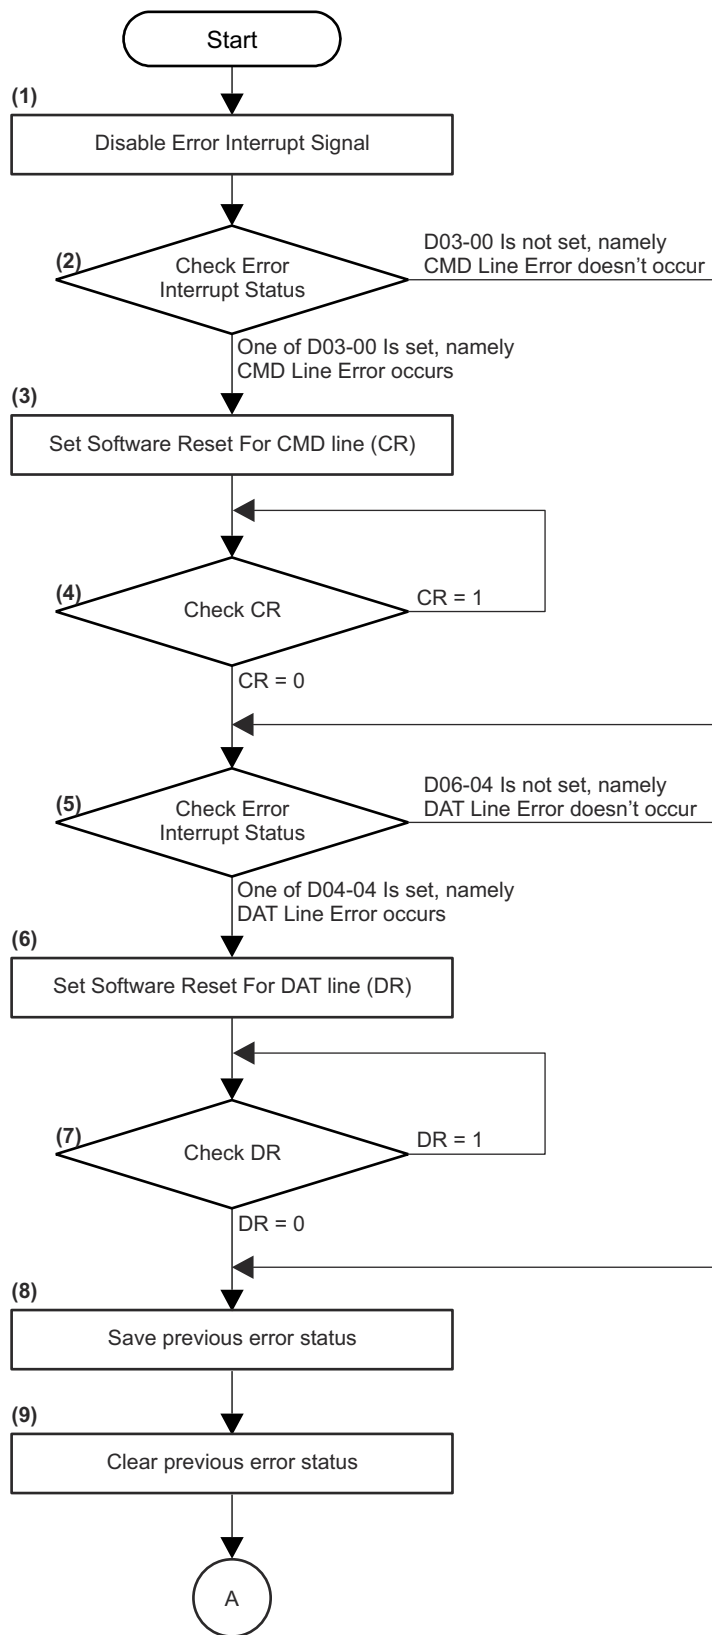 Start
(1)
Disable Error Interrupt Signal
(2)
Check Error
Interrupt Status
D03-00 Is not set, namely
CMD Line Error doesn't occur
One of D03-00 Is set, namely
CMD Line Error occurs
(3)
Set Software Reset For CMD line (CR)
(4)
Check CR
CR = 1
CR = 0
(5)
Check Error
Interrupt Status
D06-04 Is not set, namely
DAT Line Error doesn't occur
One of D04-04 Is set, namely
DAT Line Error occurs
(6)
Set Software Reset For DAT line (DR)
(7)
Check DR
DR = 1
DR = 0
(8)
Save previous error status
(9)
Clear previous error status
A